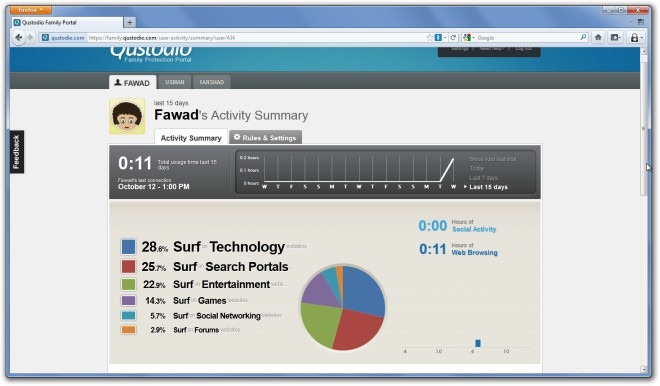 firefox
Qustodio Family Portal
qustodio.com https://family.qustodio.com/user-activity/summary/user/434
Google
Qustodio
Family Protection Portal
Settings Need help? Log out
FAWAD USMAN FARSHAD
last 15 days
Fawad's Activity Summary
Activity Summary Rules & Settings
Feedback
0:11 Total usage time last 15 days
Fawad's last connection:
October 12 - 1:00 PM
0.2 hours
0.1 hours
0 hours
W T F S S M T W T F S S M T W
Since your last visit
Today
Last 7 days
Last 15 days
28.6% Surf on Technology websites
25.7% Surf on Search Portals
22.9% Surf on Entertainment
14.3% Surf on Games websites
5.7% Surf on Social Networking websites
2.9% Surf on Forums websites
0:00 Hours of Social Activity
0:11 Hours of Web Browsing
4 10 4 10